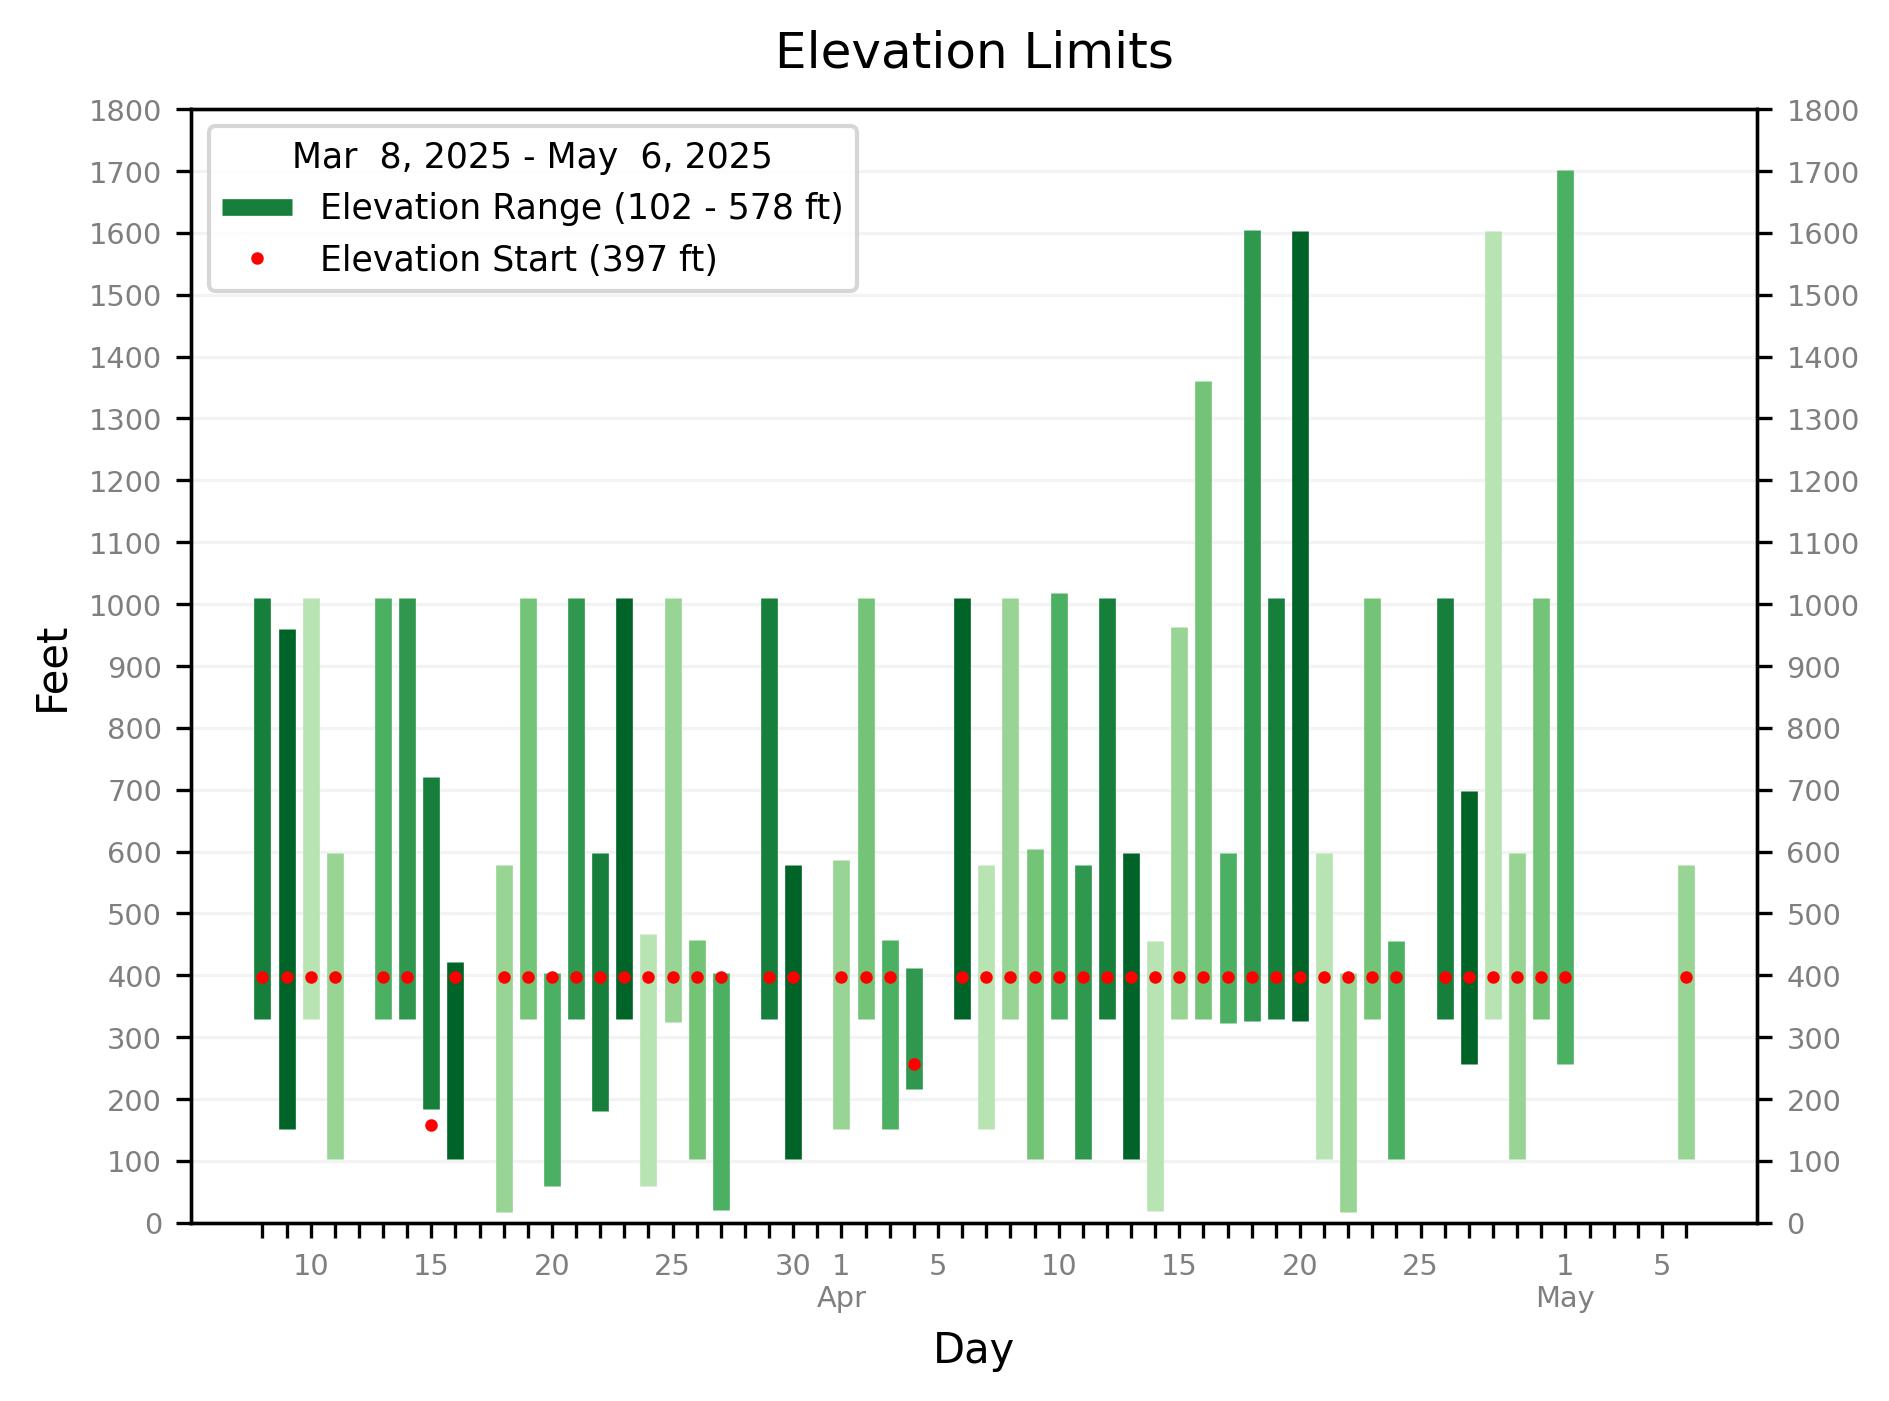 Elevation Limits
Mar  8, 2025 - May  6, 2025
Elevation Range (102 - 578 ft)
Elevation Start (397 ft)
1800 1800
1700 1700
1600 1600
1500 1500
1400 1400
1300 1300
1200 1200
1100 1100
1000 1000
900 900
800 800
700 700
600 600
500 500
400 400
300 300
200 200
100 100
0 0
Feet
10 15 20 25 30 1 5 10 15 20 25 1 5
Apr May
Day